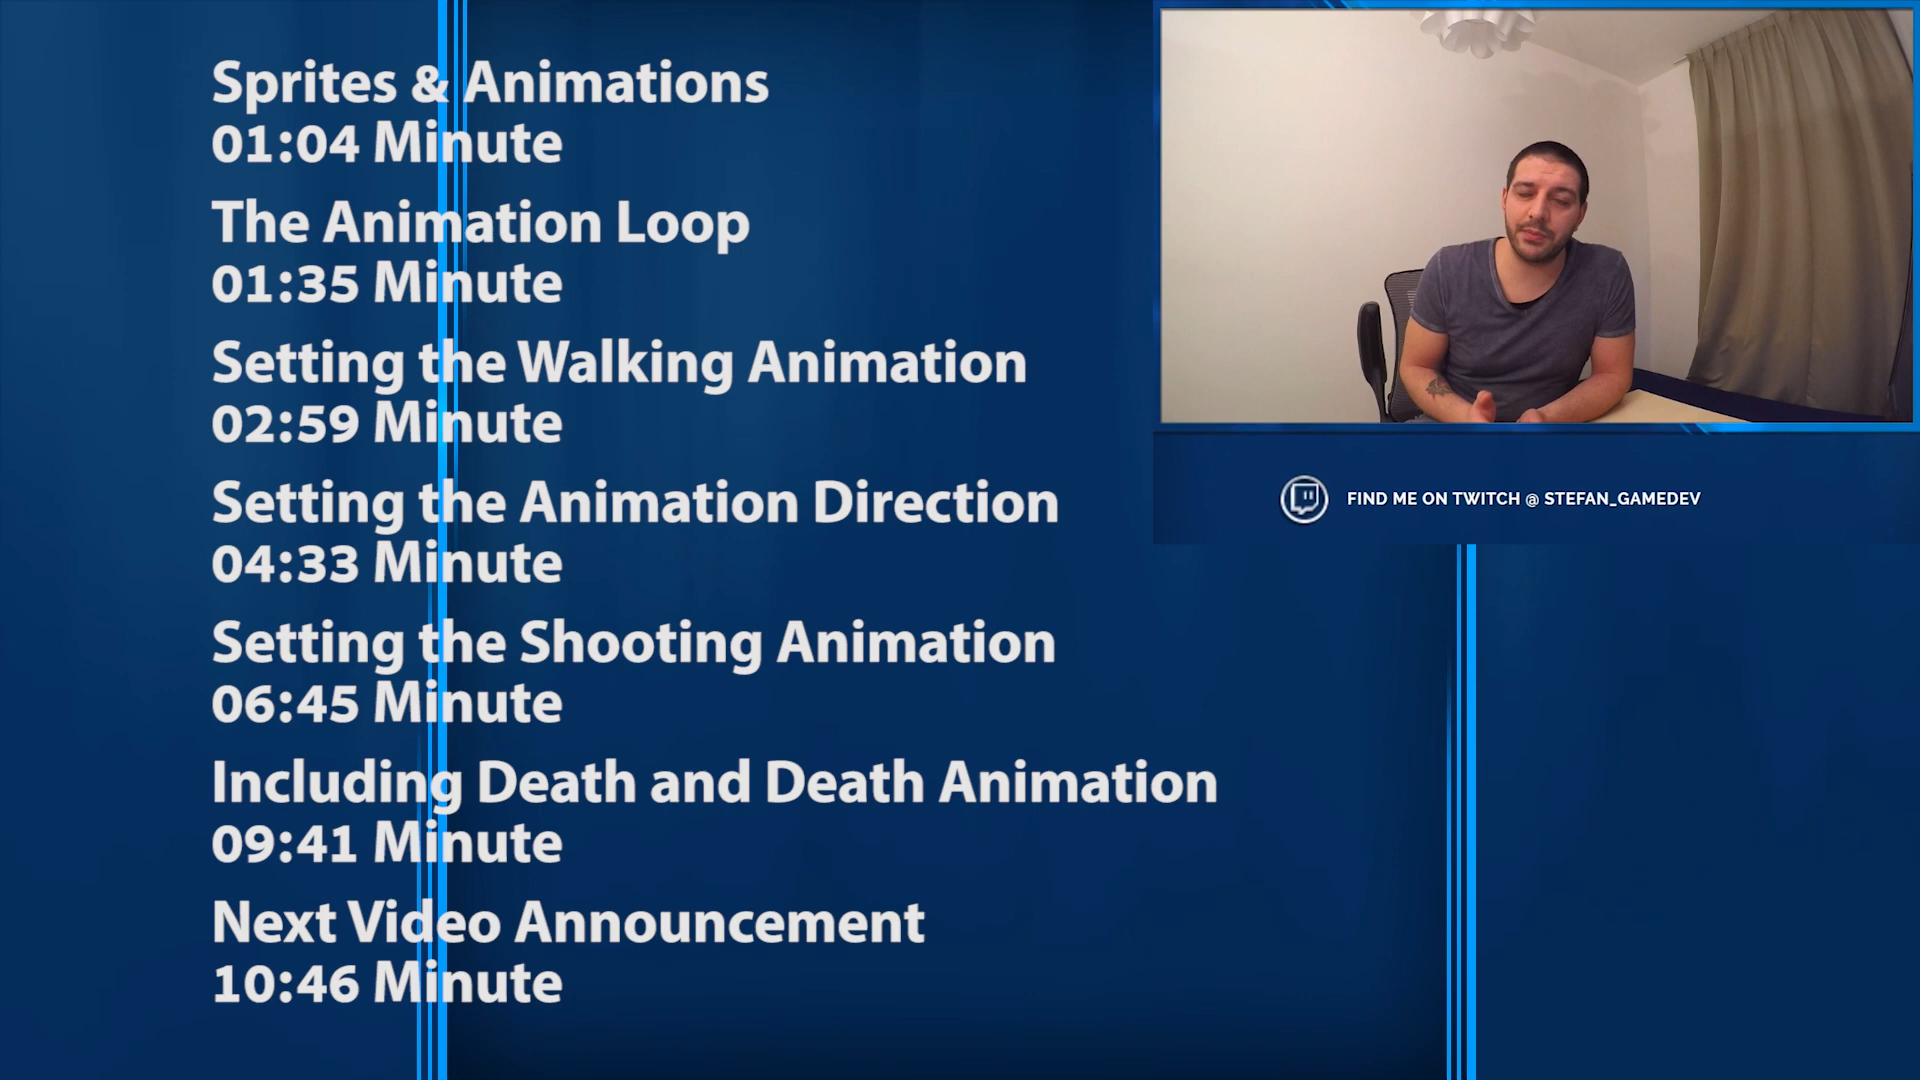 Sprites & Animations
01:04 Minute
The Animation Loop
01:35 Minute
Setting the Walking Animation
02:59 Minute
Setting the Animation Direction
04:33 Minute
Setting the Shooting Animation
06:45 Minute
Including Death and Death Animation
09:41 Minute
Next Video Announcement
10:46 Minute
FIND ME ON TWITCH @ STEFAN_GAMEDEV